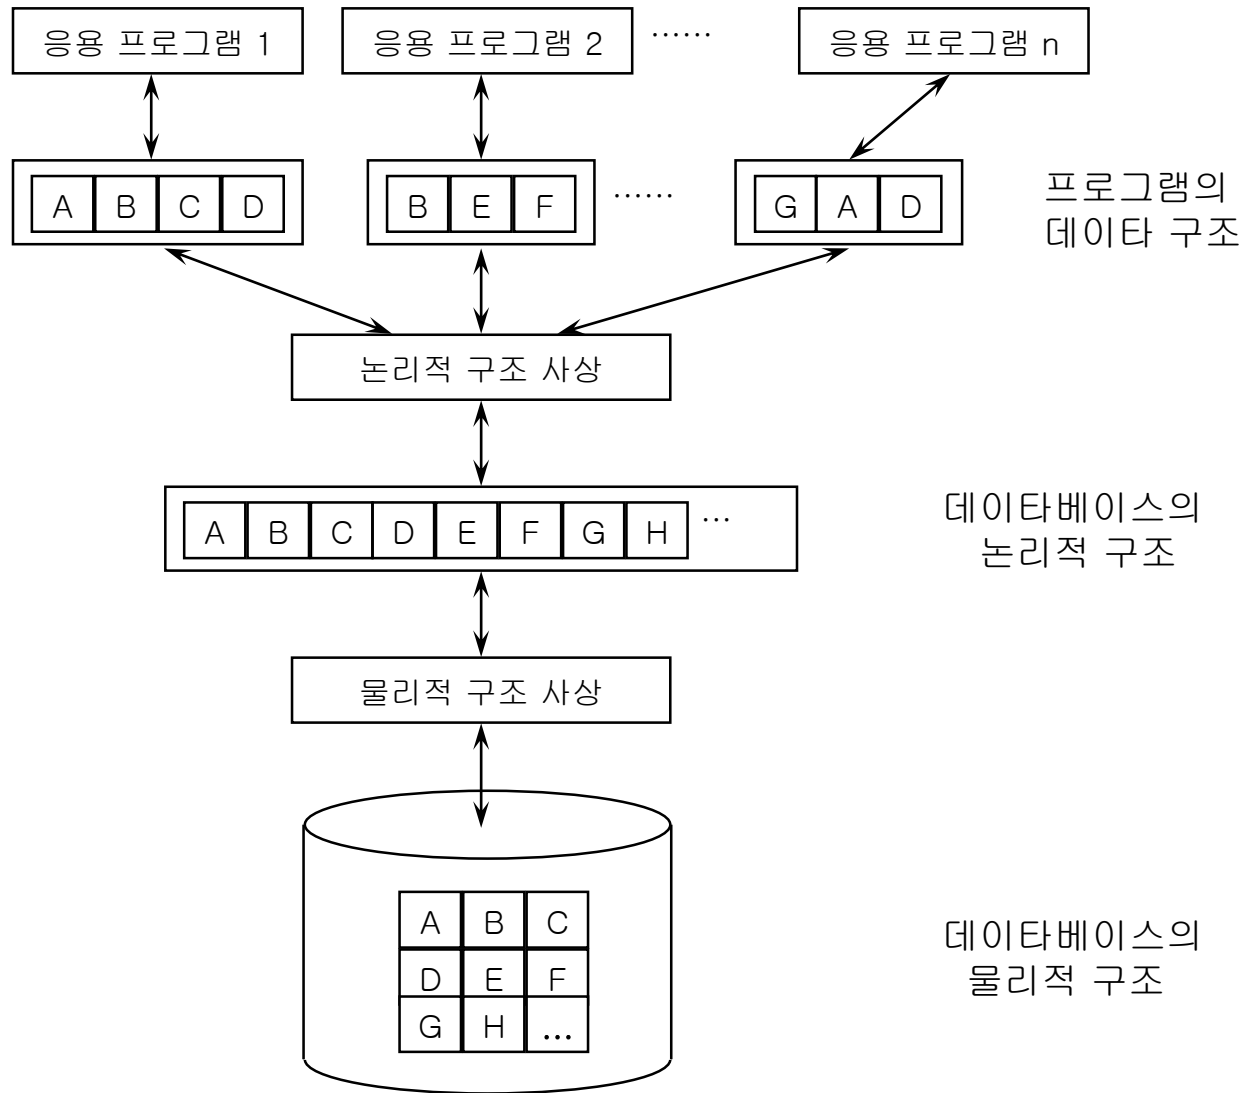 응용 프로그램 1
응용 프로그램 2
……
응용 프로그램 n
A B C D
B E F
……
G A D
프로그램의
데이타 구조
논리적 구조 사상
A B C D E F G H …
데이타베이스의
논리적 구조
물리적 구조 사상
A B C
D E F
G H ...
데이타베이스의
물리적 구조